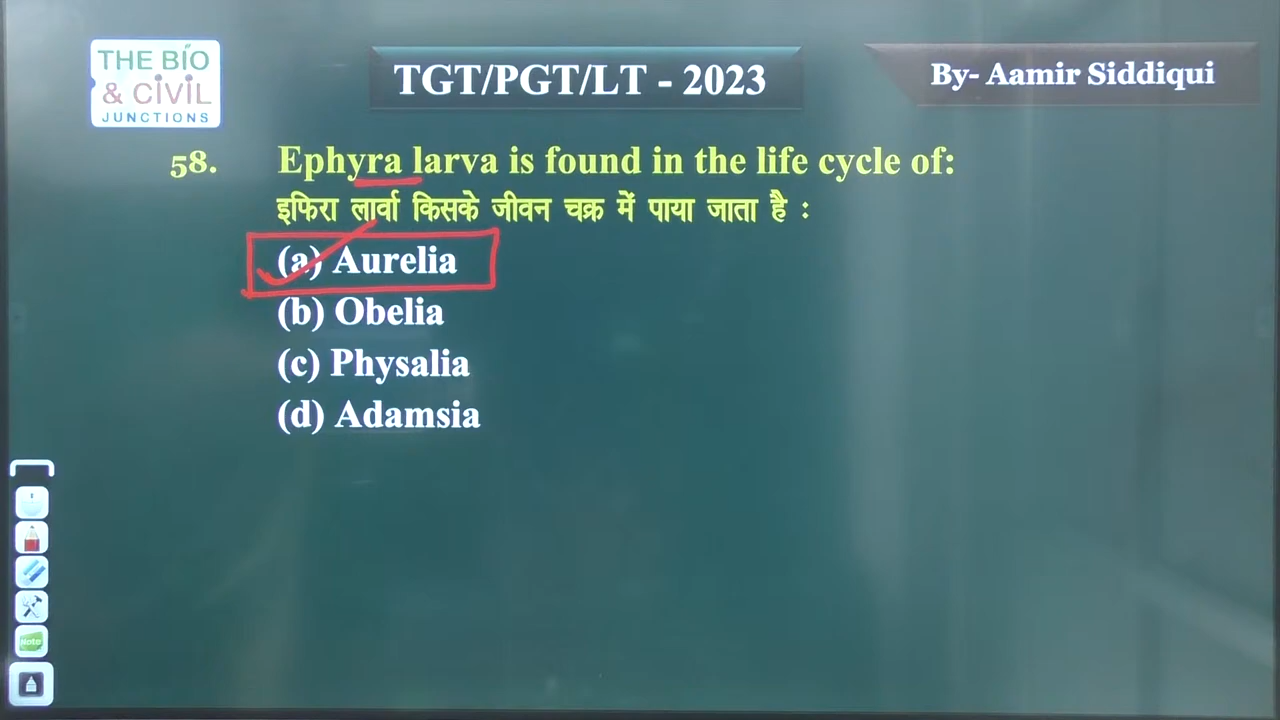 THE BIO
& CIVIL
JUNCTIONS
TGT/PGT/LT - 2023
By- Aamir Siddiqui
58. Ephyra larva is found in the life cycle of:
इफिरा लार्वा किसके जीवन चक्र में पाया जाता है :
(a) Aurelia
(b) Obelia
(c) Physalia
(d) Adamsia
Note